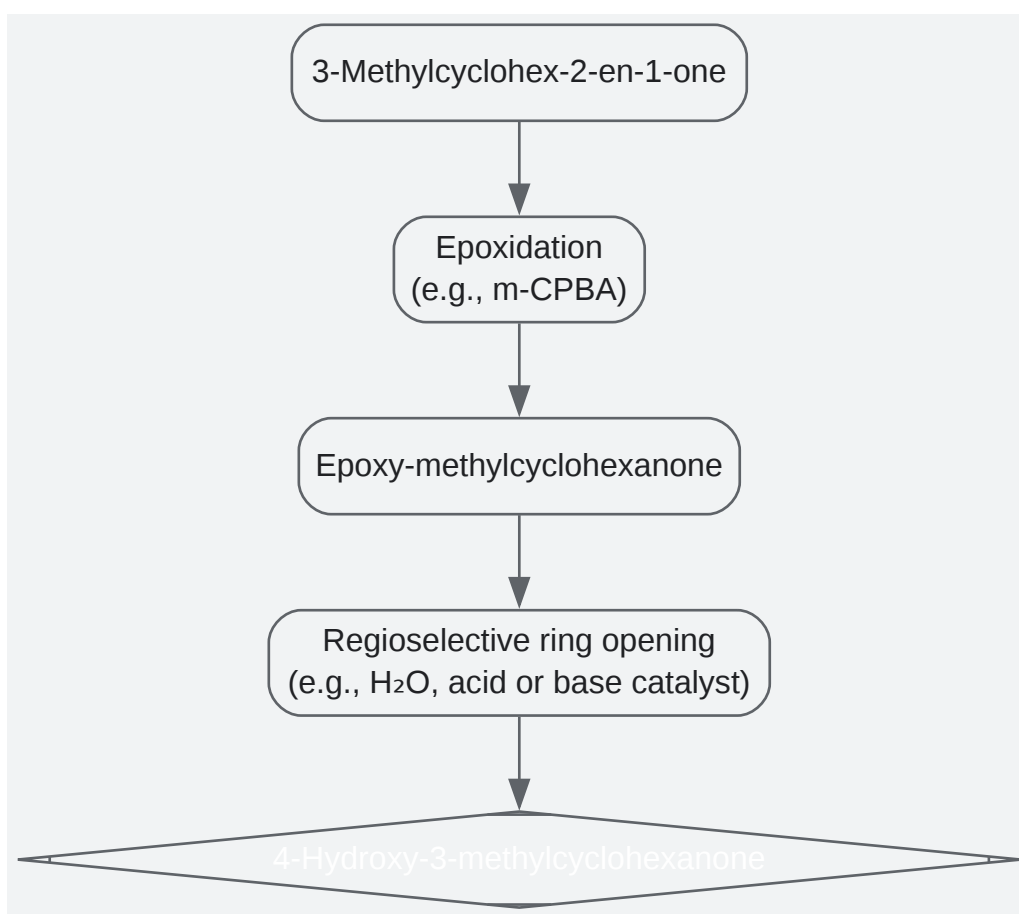 3-Methylcyclohex-2-en-1-one
Epoxidation
(e.g., m-CPBA)
Epoxy-methylcyclohexanone
Regioselective ring opening
(e.g., H₂O, acid or base catalyst)
4-Hydroxy-3-methylcyclohexanone